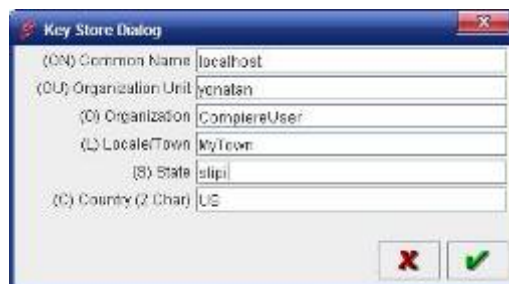 Key Store Dialog
(CN) Common Name localhost
(OU) Organization Unit yonatan
(O) Organization CompiereUser
(L) Locale/Town MyTown
(S) State slipi
(C) Country (2 Char) US